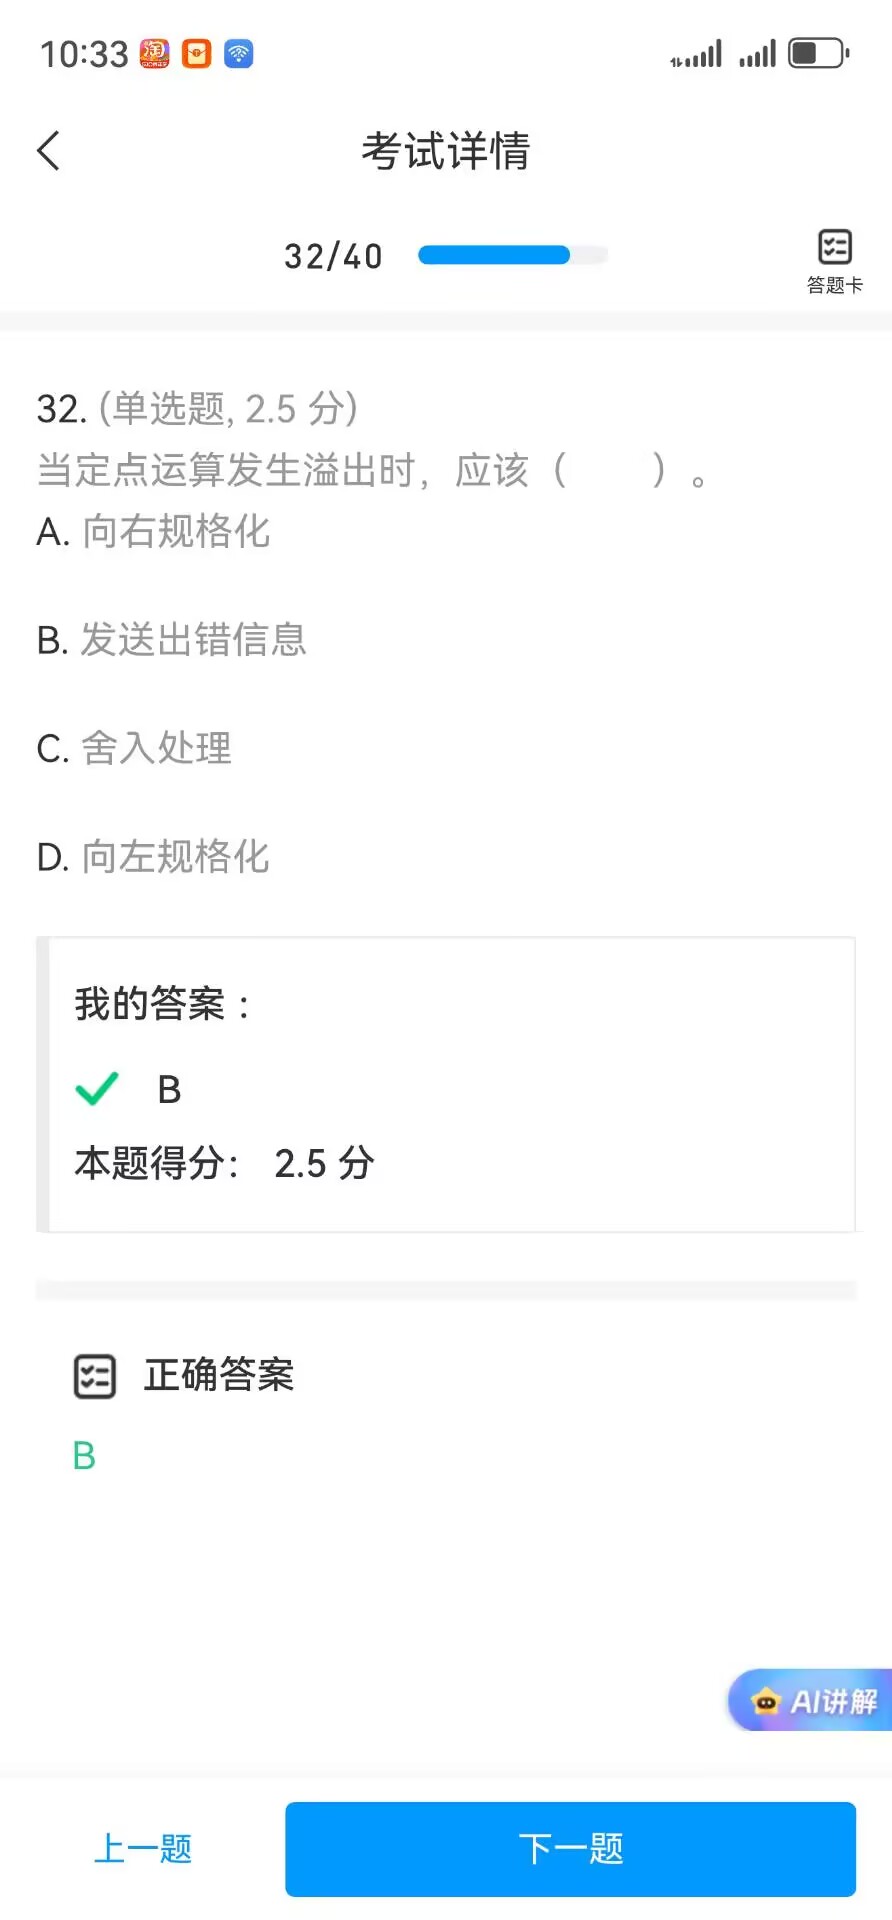 10:33
考试详情
32/40
答题卡
32. (单选题, 2.5 分)
当定点运算发生溢出时，应该（　　）。
A. 向右规格化
B. 发送出错信息
C. 舍入处理
D. 向左规格化
我的答案：
B
本题得分： 2.5 分
正确答案
B
AI讲解
上一题
下一题